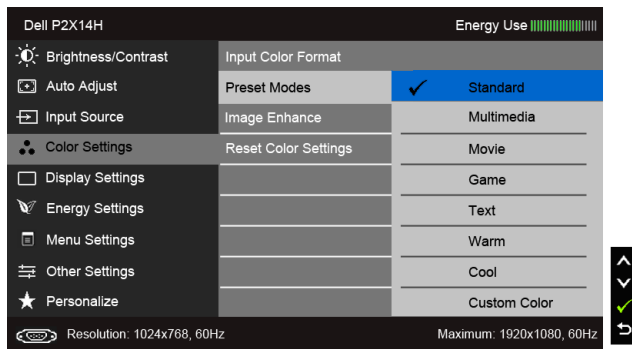 Dell P2X14H Energy Use
Brightness/Contrast Input Color Format
Auto Adjust Preset Modes Standard
Input Source Image Enhance Multimedia
Color Settings Reset Color Settings Movie
Display Settings Game
Energy Settings Text
Menu Settings Warm
Other Settings Cool
Personalize Custom Color
Resolution: 1024x768, 60Hz Maximum: 1920x1080, 60Hz